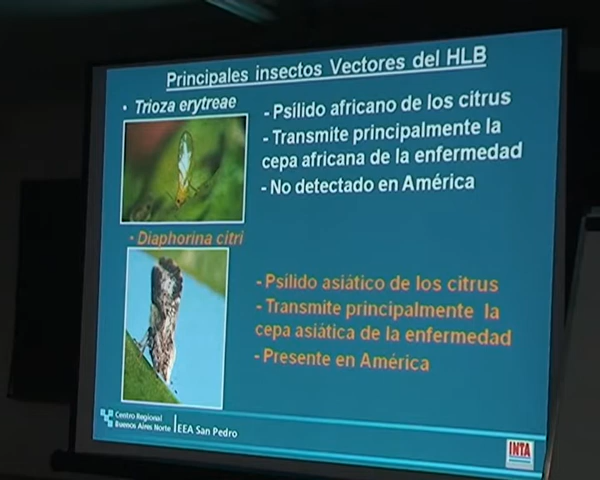 Principales insectos Vectores del HLB
• Trioza erytreae
- Psílido africano de los citrus
- Transmite principalmente la
cepa africana de la enfermedad
- No detectado en América
• Diaphorina citri
- Psílido asiático de los citrus
- Transmite principalmente la
cepa asiática de la enfermedad
- Presente en América
Centro Regional
Buenos Aires Norte | EEA San Pedro
INTA